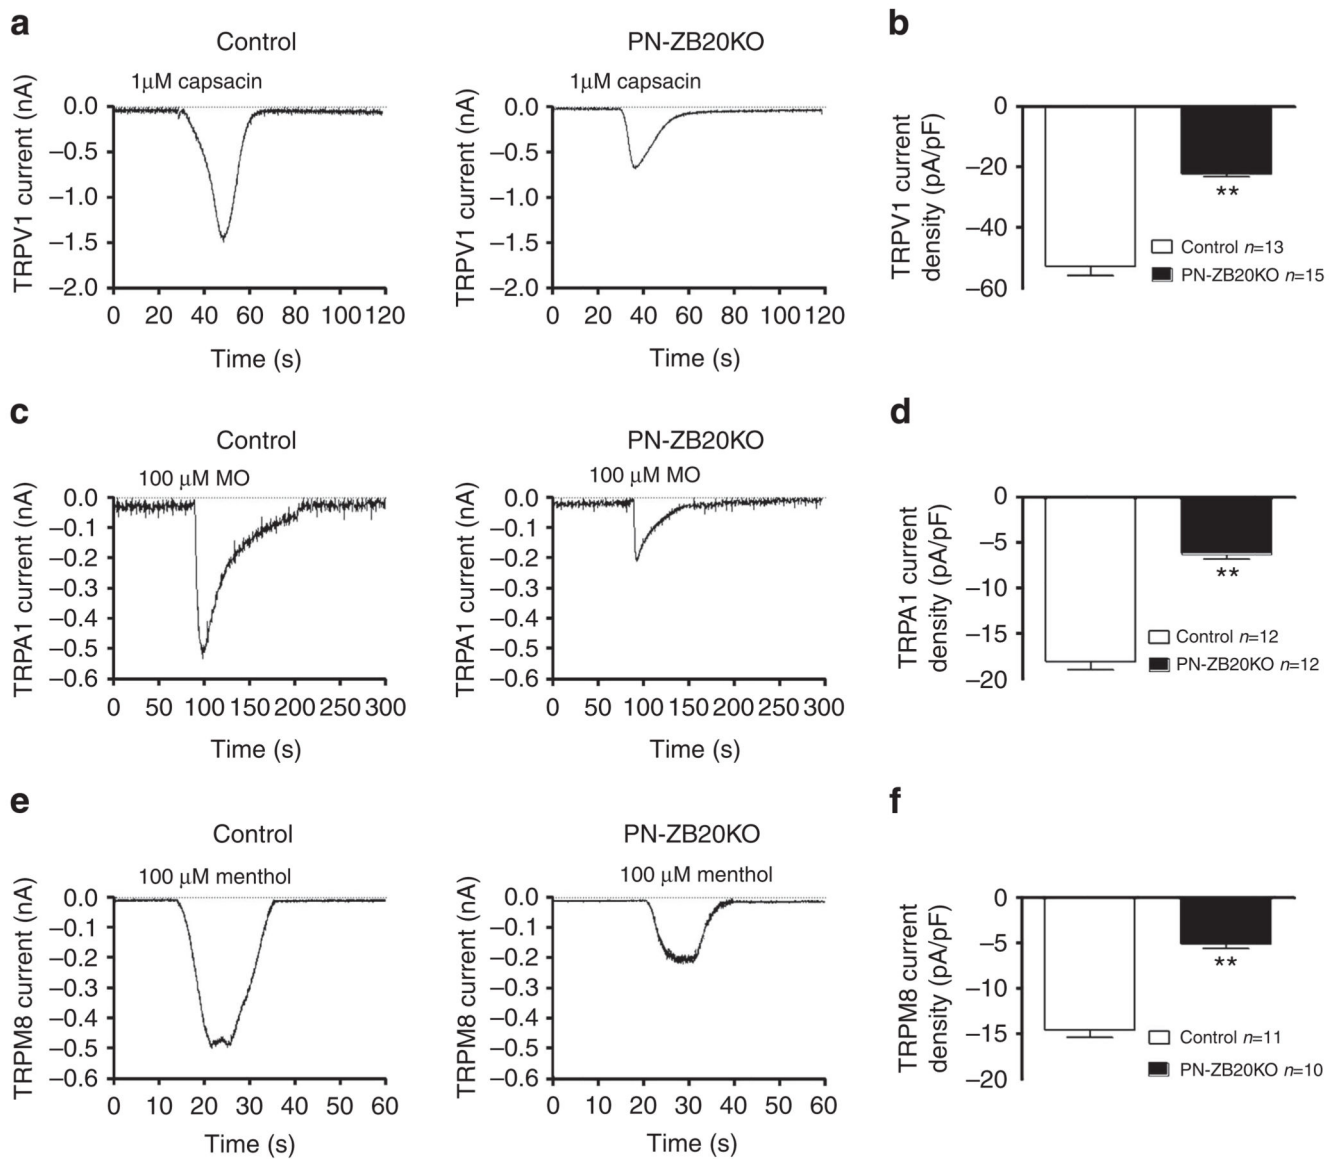 a
b
Control
PN-ZB20KO
1μM capsacin
1μM capsacin
TRPV1 current (nA)
0.0
−0.5
−1.0
−1.5
−2.0
0 20 40 60 80 100 120
Time (s)
TRPV1 current (nA)
0.0
−0.5
−1.0
−1.5
−2.0
0 20 40 60 80 100 120
Time (s)
TRPV1 current
density (pA/pF)
0
−20
−40
−60
**
Control n=13
PN-ZB20KO n=15
c
d
Control
PN-ZB20KO
100 μM MO
100 μM MO
TRPA1 current (nA)
0.0
−0.1
−0.2
−0.3
−0.4
−0.5
−0.6
0 50 100 150 200 250 300
Time (s)
TRPA1 current (nA)
0.0
−0.1
−0.2
−0.3
−0.4
−0.5
−0.6
0 50 100 150 200 250 300
Time (s)
TRPA1 current
density (pA/pF)
0
−5
−10
−15
−20
**
Control n=12
PN-ZB20KO n=12
e
f
Control
PN-ZB20KO
100 μM menthol
100 μM menthol
TRPM8 current (nA)
0.0
−0.1
−0.2
−0.3
−0.4
−0.5
−0.6
0 10 20 30 40 50 60
Time (s)
TRPM8 current (nA)
0.0
−0.1
−0.2
−0.3
−0.4
−0.5
−0.6
0 10 20 30 40 50 60
Time (s)
TRPM8 current
density (pA/pF)
0
−5
−10
−15
−20
**
Control n=11
PN-ZB20KO n=10